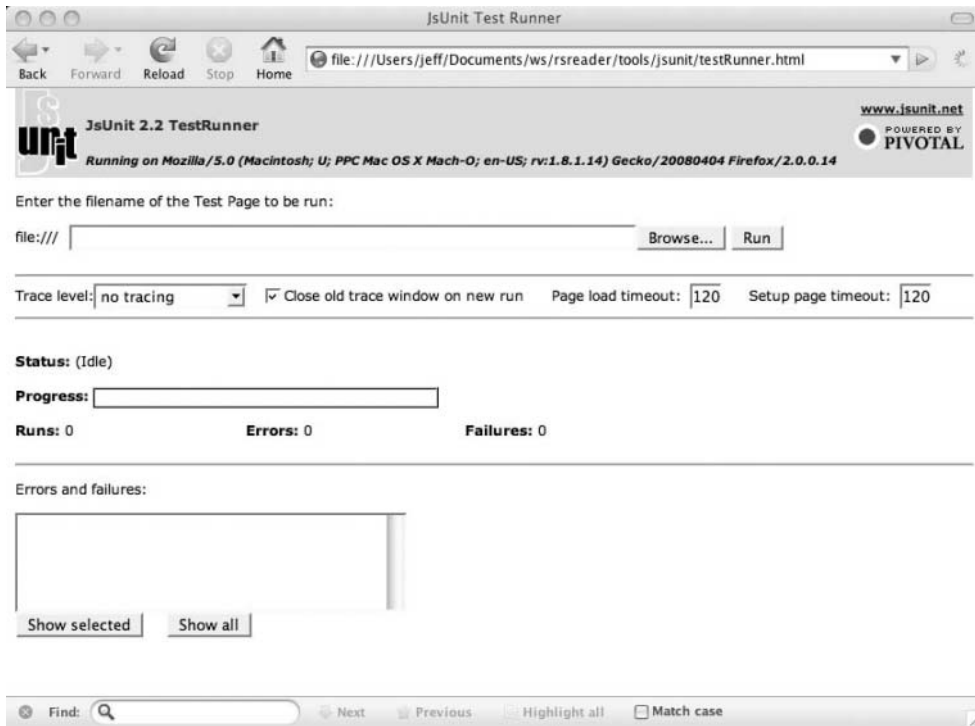 JsUnit Test Runner
Back Forward Reload Stop Home file:///Users/jeff/Documents/ws/rsreader/tools/jsunit/testRunner.html
Js
unit
JsUnit 2.2 TestRunner
Running on Mozilla/5.0 (Macintosh; U; PPC Mac OS X Mach-O; en-US; rv:1.8.1.14) Gecko/20080404 Firefox/2.0.0.14
www.jsunit.net
POWERED BY
PIVOTAL
Enter the filename of the Test Page to be run:
file:/// Browse... Run
Trace level: no tracing Close old trace window on new run Page load timeout: 120 Setup page timeout: 120
Status: (Idle)
Progress:
Runs: 0 Errors: 0 Failures: 0
Errors and failures:
Show selected Show all
Find: Next Previous Highlight all Match case